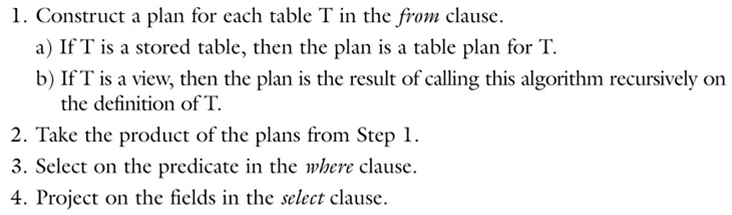 1. Construct a plan for each table T in the from clause.
a) If T is a stored table, then the plan is a table plan for T.
b) If T is a view, then the plan is the result of calling this algorithm recursively on
the definition of T.
2. Take the product of the plans from Step 1.
3. Select on the predicate in the where clause.
4. Project on the fields in the select clause.